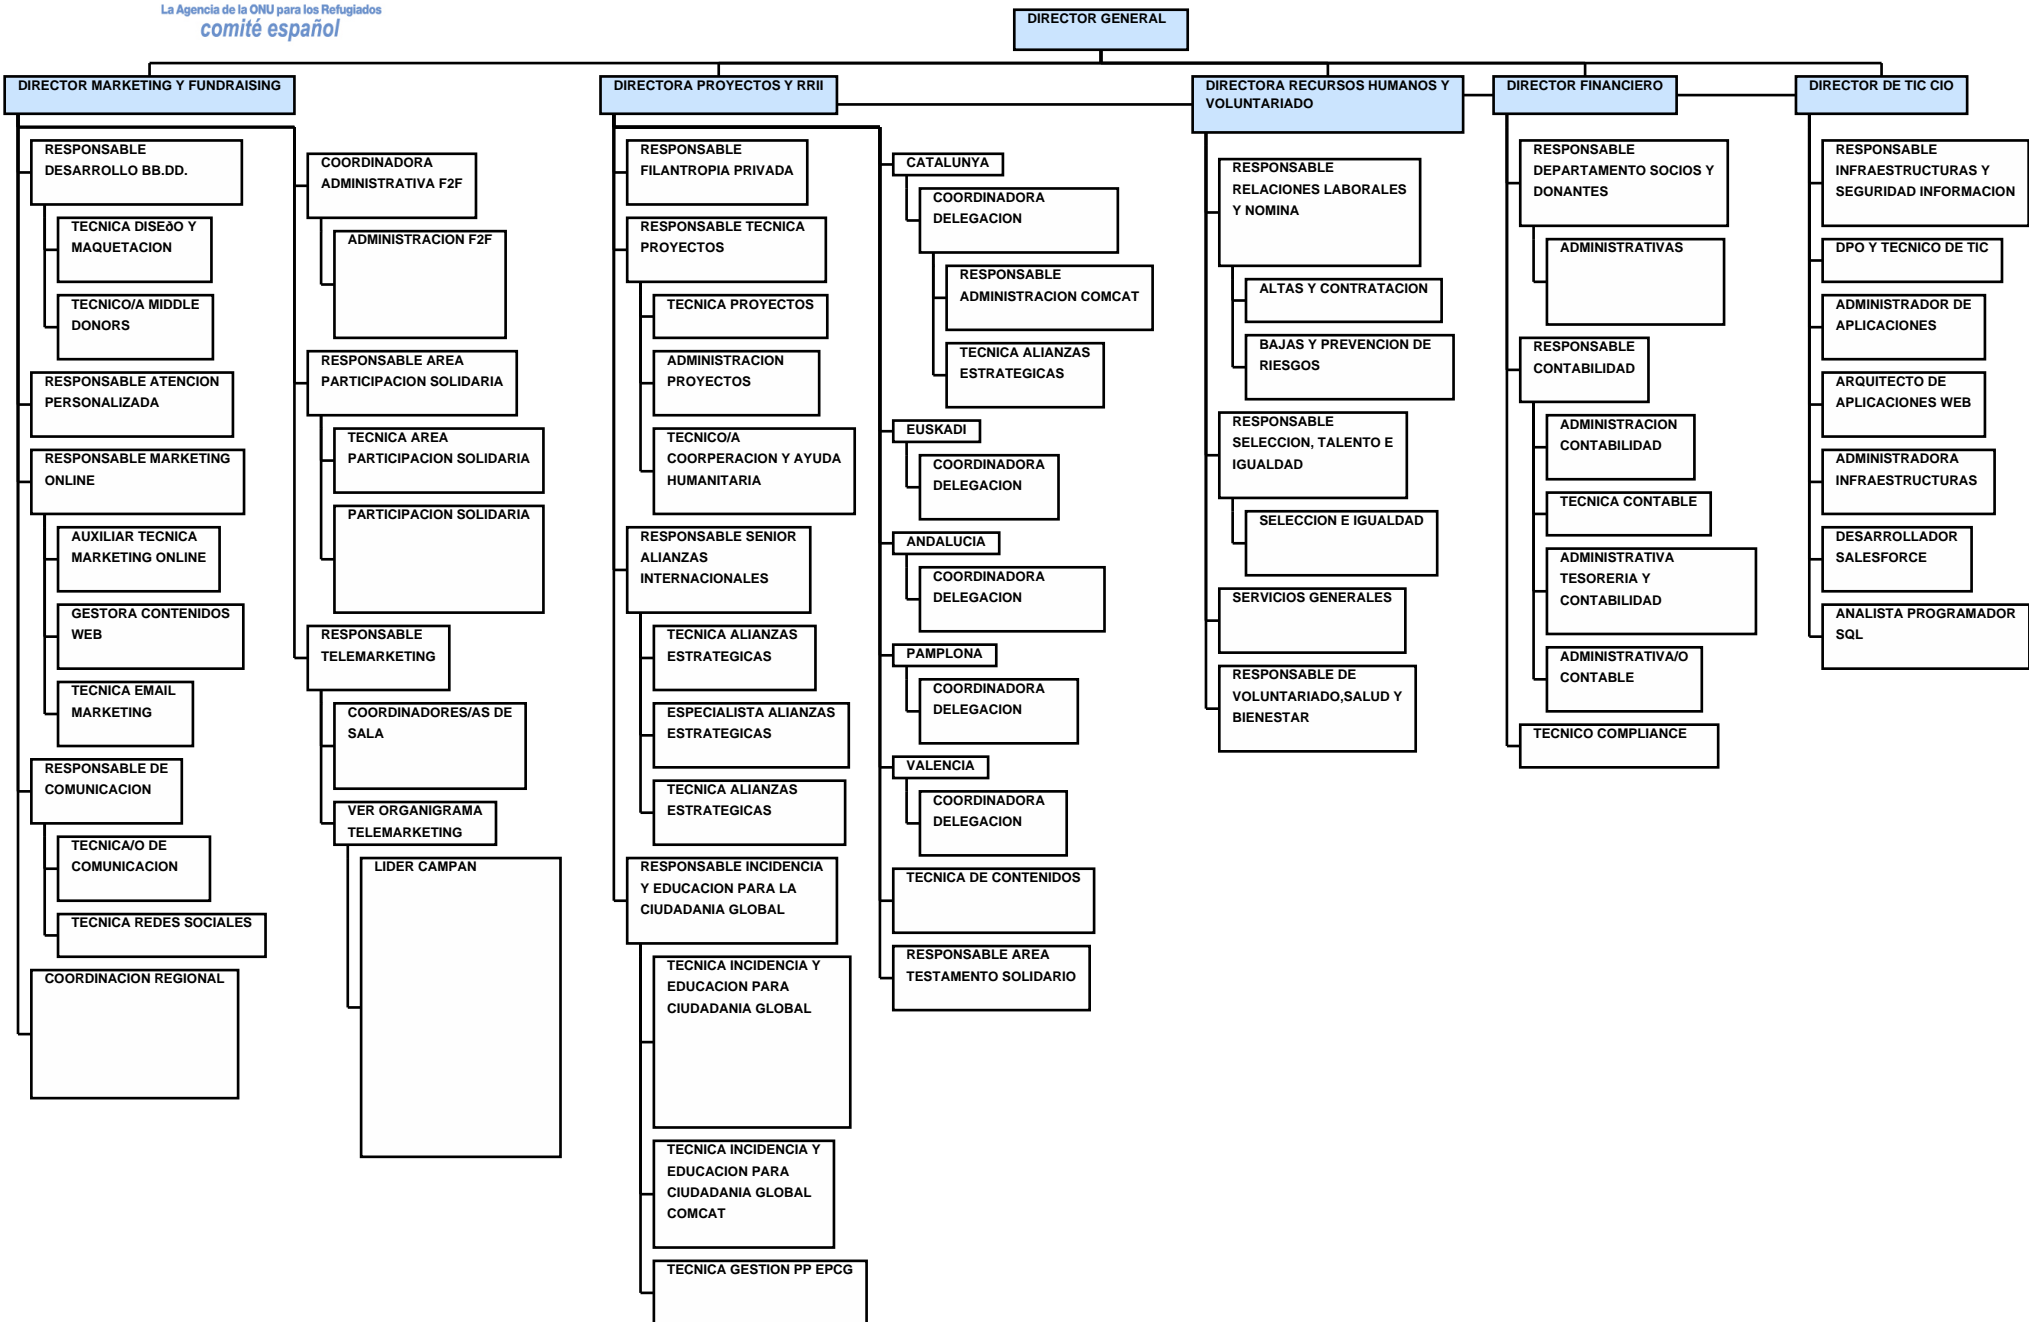 La Agencia de la ONU para los Refugiados
comité español
DIRECTOR GENERAL
DIRECTOR MARKETING Y FUNDRAISING
RESPONSABLE
DESARROLLO BB.DD.
TECNICA DISEðO Y
MAQUETACION
TECNICO/A MIDDLE
DONORS
RESPONSABLE ATENCION
PERSONALIZADA
RESPONSABLE MARKETING
ONLINE
AUXILIAR TECNICA
MARKETING ONLINE
GESTORA CONTENIDOS
WEB
TECNICA EMAIL
MARKETING
RESPONSABLE DE
COMUNICACION
TECNICA/O DE
COMUNICACION
TECNICA REDES SOCIALES
COORDINACION REGIONAL
COORDINADORA
ADMINISTRATIVA F2F
ADMINISTRACION F2F
RESPONSABLE AREA
PARTICIPACION SOLIDARIA
TECNICA AREA
PARTICIPACION SOLIDARIA
PARTICIPACION SOLIDARIA
RESPONSABLE
TELEMARKETING
COORDINADORES/AS DE
SALA
VER ORGANIGRAMA
TELEMARKETING
LIDER CAMPAN
DIRECTORA PROYECTOS Y RRII
RESPONSABLE
FILANTROPIA PRIVADA
RESPONSABLE TECNICA
PROYECTOS
TECNICA PROYECTOS
ADMINISTRACION
PROYECTOS
TECNICO/A
COORPERACION Y AYUDA
HUMANITARIA
RESPONSABLE SENIOR
ALIANZAS
INTERNACIONALES
TECNICA ALIANZAS
ESTRATEGICAS
ESPECIALISTA ALIANZAS
ESTRATEGICAS
TECNICA ALIANZAS
ESTRATEGICAS
RESPONSABLE INCIDENCIA
Y EDUCACION PARA LA
CIUDADANIA GLOBAL
TECNICA INCIDENCIA Y
EDUCACION PARA
CIUDADANIA GLOBAL
TECNICA INCIDENCIA Y
EDUCACION PARA
CIUDADANIA GLOBAL
COMCAT
TECNICA GESTION PP EPCG
CATALUNYA
COORDINADORA
DELEGACION
RESPONSABLE
ADMINISTRACION COMCAT
TECNICA ALIANZAS
ESTRATEGICAS
EUSKADI
COORDINADORA
DELEGACION
ANDALUCIA
COORDINADORA
DELEGACION
PAMPLONA
COORDINADORA
DELEGACION
VALENCIA
COORDINADORA
DELEGACION
TECNICA DE CONTENIDOS
RESPONSABLE AREA
TESTAMENTO SOLIDARIO
DIRECTORA RECURSOS HUMANOS Y
VOLUNTARIADO
RESPONSABLE
RELACIONES LABORALES
Y NOMINA
ALTAS Y CONTRATACION
BAJAS Y PREVENCION DE
RIESGOS
RESPONSABLE
SELECCION, TALENTO E
IGUALDAD
SELECCION E IGUALDAD
SERVICIOS GENERALES
RESPONSABLE DE
VOLUNTARIADO,SALUD Y
BIENESTAR
DIRECTOR FINANCIERO
RESPONSABLE
DEPARTAMENTO SOCIOS Y
DONANTES
ADMINISTRATIVAS
RESPONSABLE
CONTABILIDAD
ADMINISTRACION
CONTABILIDAD
TECNICA CONTABLE
ADMINISTRATIVA
TESORERIA Y
CONTABILIDAD
ADMINISTRATIVA/O
CONTABLE
TECNICO COMPLIANCE
DIRECTOR DE TIC CIO
RESPONSABLE
INFRAESTRUCTURAS Y
SEGURIDAD INFORMACION
DPO Y TECNICO DE TIC
ADMINISTRADOR DE
APLICACIONES
ARQUITECTO DE
APLICACIONES WEB
ADMINISTRADORA
INFRAESTRUCTURAS
DESARROLLADOR
SALESFORCE
ANALISTA PROGRAMADOR
SQL